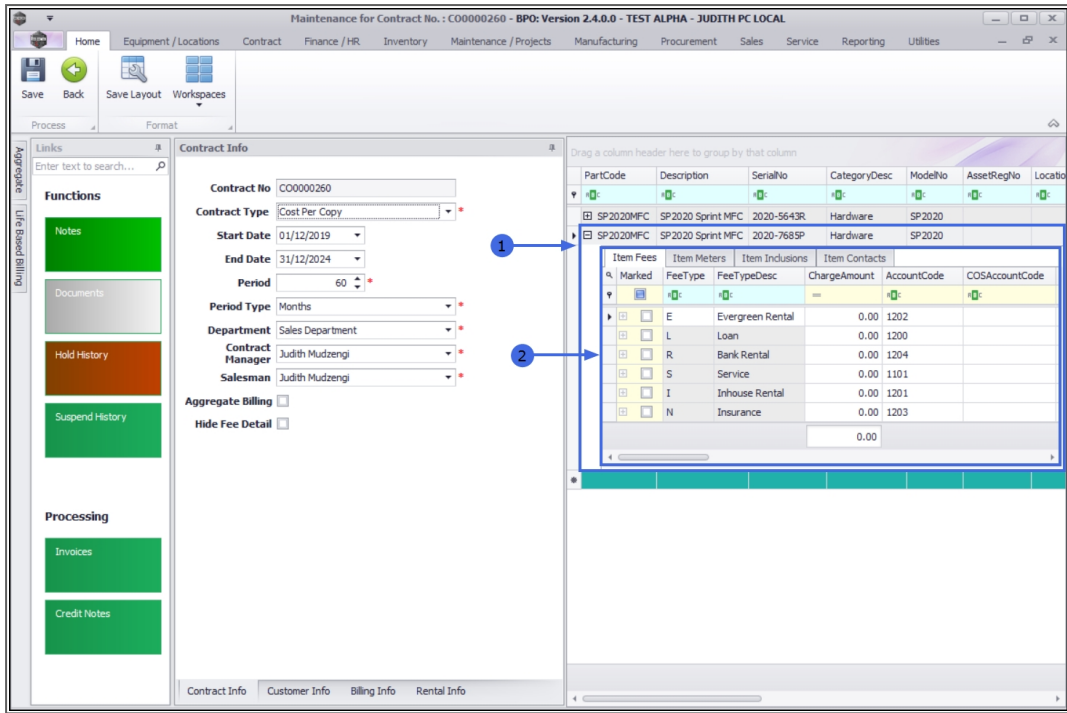 Maintenance for Contract No. : CO0000260 - BPO: Version 2.4.0.0 - TEST ALPHA - JUDITH PC LOCAL
Home Equipment / Locations Contract Finance / HR Inventory Maintenance / Projects Manufacturing Procurement Sales Service Reporting Utilities
Save Back Save Layout Workspaces
Process Format
Aggregate
Life Based Billing
Links
Enter text to search...
Functions
Notes
Documents
Hold History
Suspend History
Processing
Invoices
Credit Notes
Contract Info
Contract No CO0000260
Contract Type Cost Per Copy *
Start Date 01/12/2019
End Date 31/12/2024
Period 60 *
Period Type Months *
Department Sales Department *
Contract
Manager Judith Mudzengi *
Salesman Judith Mudzengi *
Aggregate Billing
Hide Fee Detail
Contract Info Customer Info Billing Info Rental Info
Drag a column header here to group by that column
PartCode Description SerialNo CategoryDesc ModelNo AssetRegNo Locatio
SP2020MFC SP2020 Sprint MFC 2020-5643R Hardware SP2020
SP2020MFC SP2020 Sprint MFC 2020-7685P Hardware SP2020
1
Item Fees Item Meters Item Inclusions Item Contacts
Marked FeeType FeeTypeDesc ChargeAmount AccountCode COSAccountCode
=
E Evergreen Rental 0.00 1202
L Loan 0.00 1200
2
R Bank Rental 0.00 1204
S Service 0.00 1101
I Inhouse Rental 0.00 1201
N Insurance 0.00 1203
0.00